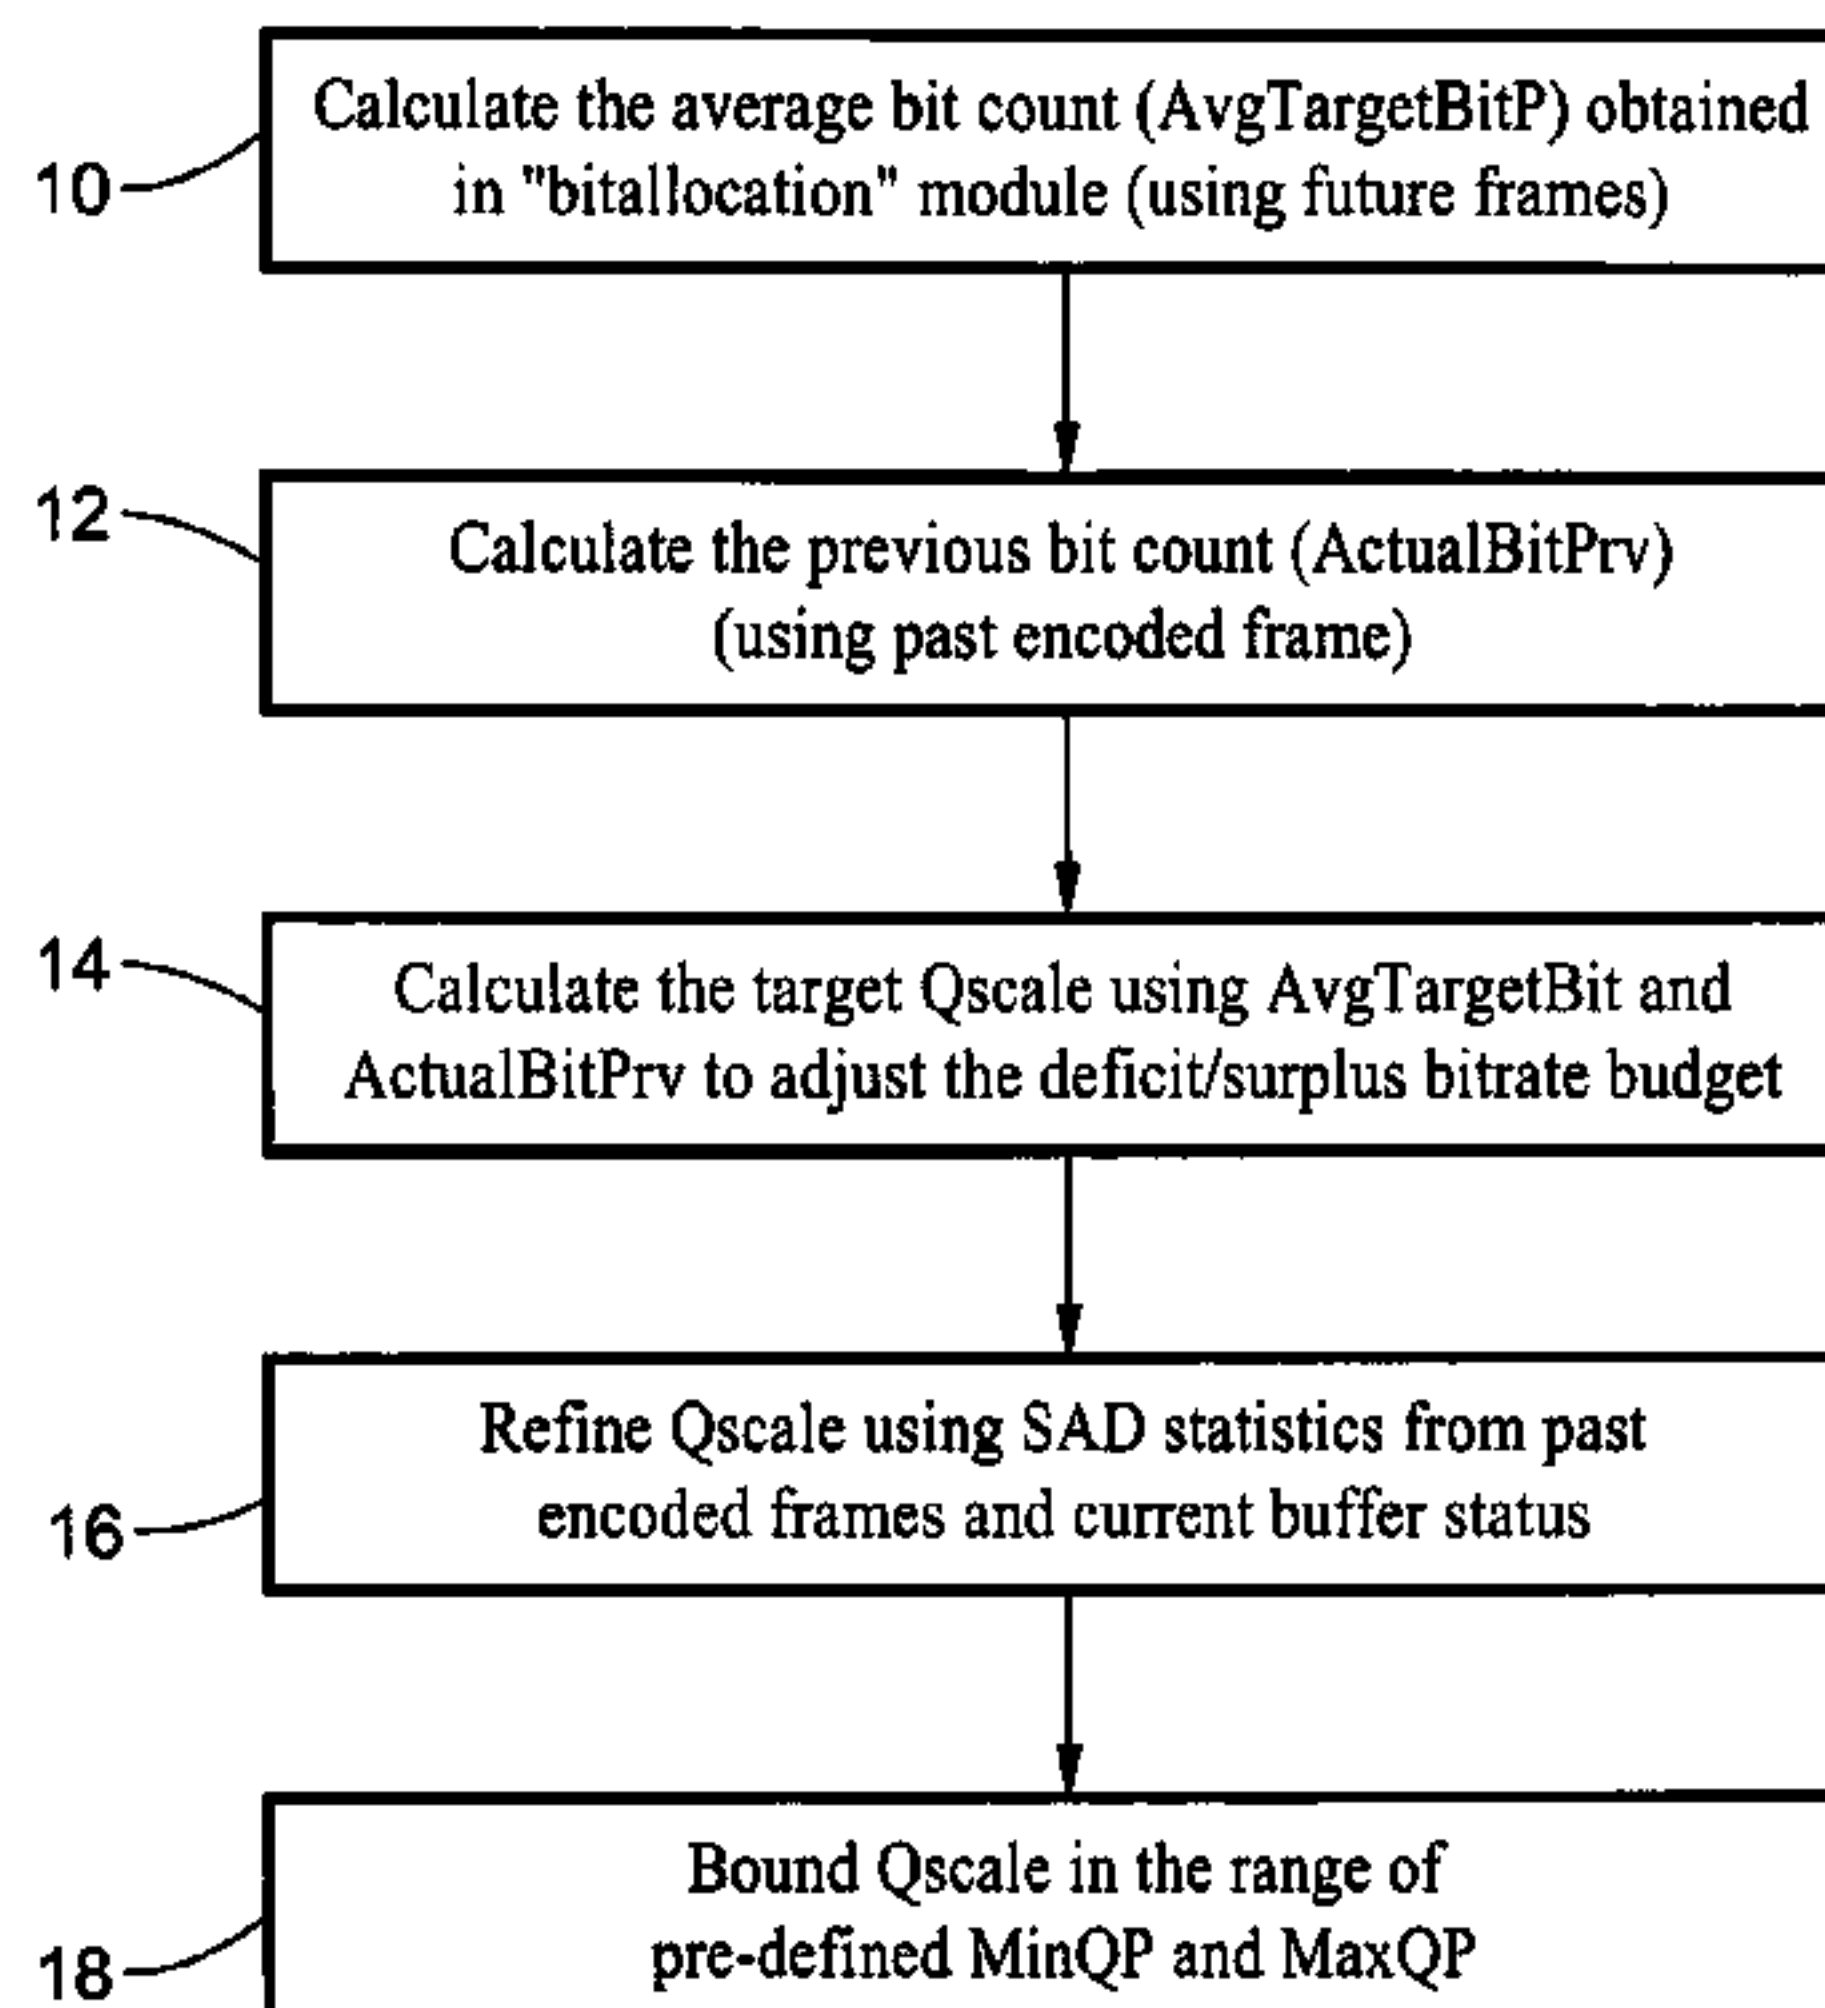 Calculate the average bit count (AvgTargetBitP) obtained
in "bitallocation" module (using future frames)
10
12
Calculate the previous bit count (ActualBitPrv)
(using past encoded frame)
14
Calculate the target Qscale using AvgTargetBit and
ActualBitPrv to adjust the deficit/surplus bitrate budget
Refine Qscale using SAD statistics from past
encoded frames and current buffer status
16
Bound Qscale in the range of
pre-defined MinQP and MaxQP
18